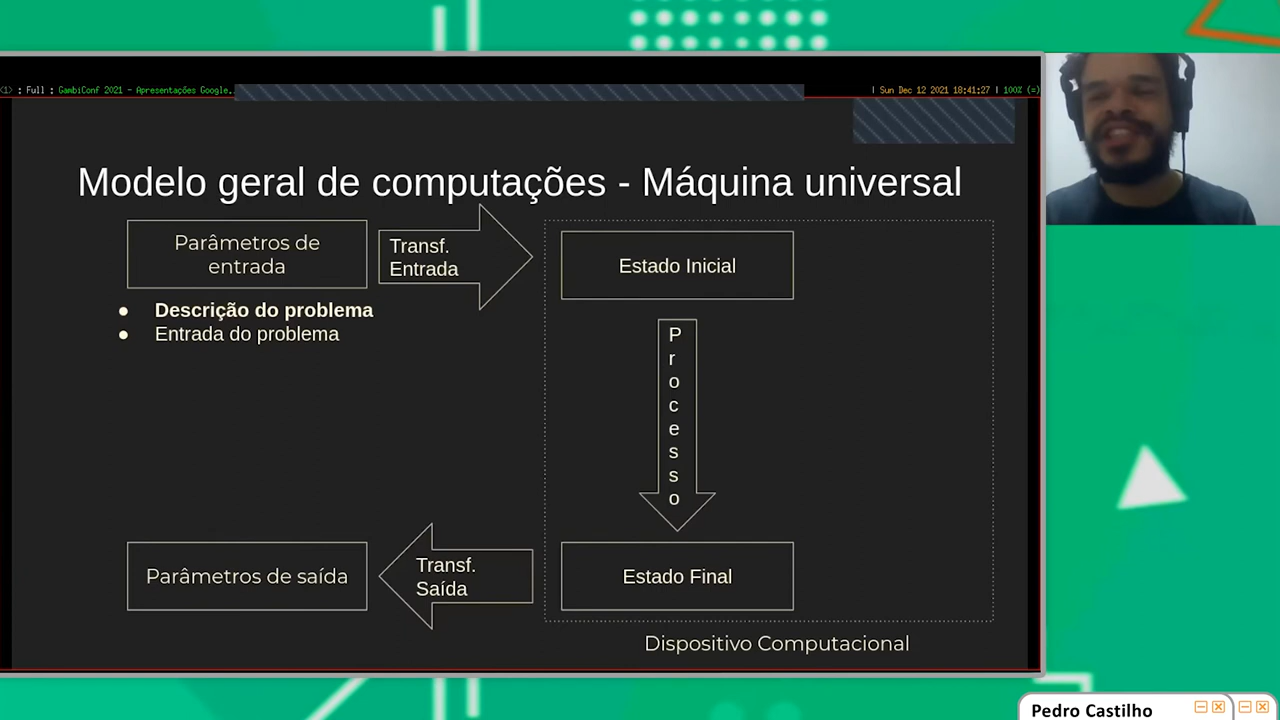 <1> : Full : GambiConf 2021 - Apresentações Google..
| Sun Dec 12 2021 18:41:27 | 100% (=)
Modelo geral de computações - Máquina universal
Parâmetros de
entrada
Transf.
Entrada
Estado Inicial
● Descrição do problema
● Entrada do problema
P
r
o
c
e
s
s
o
Parâmetros de saída
Transf.
Saída
Estado Final
Dispositivo Computacional
Pedro Castilho